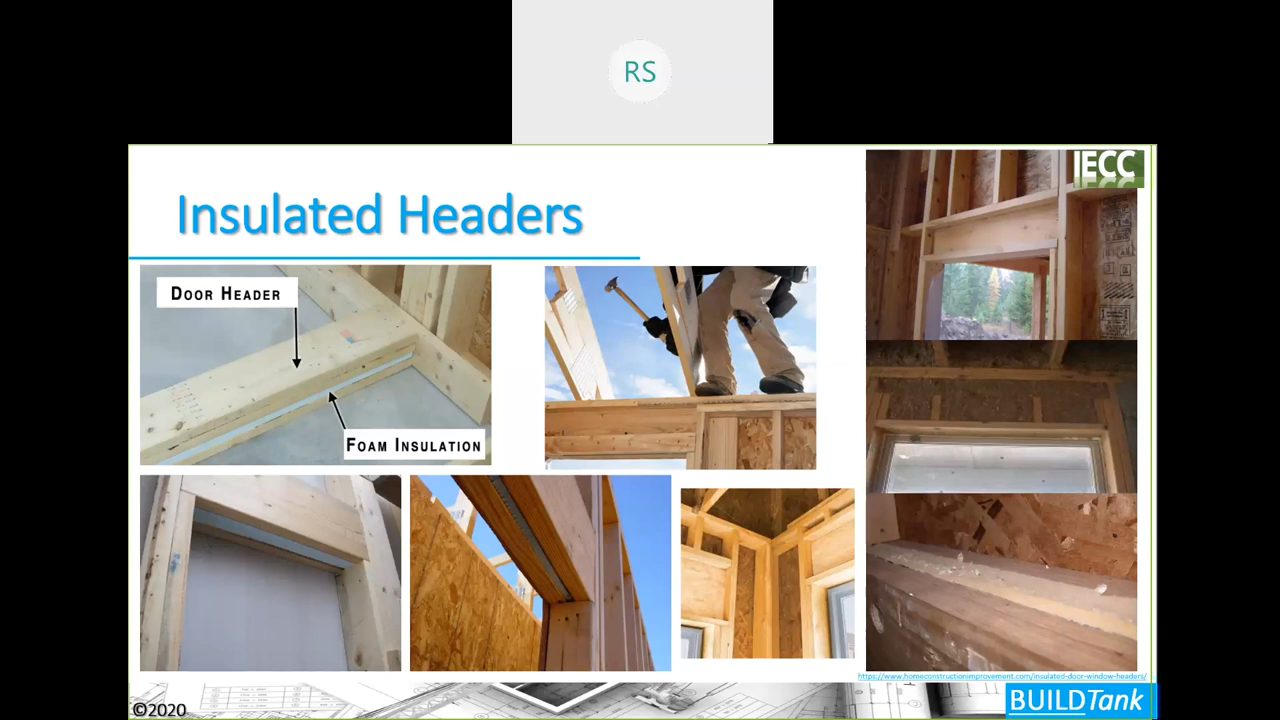 RS
IECC
Insulated Headers
DOOR HEADER
FOAM INSULATION
https://www.homeconstructionimprovement.com/insulated-door-window-headers/
©2020
BUILDTank